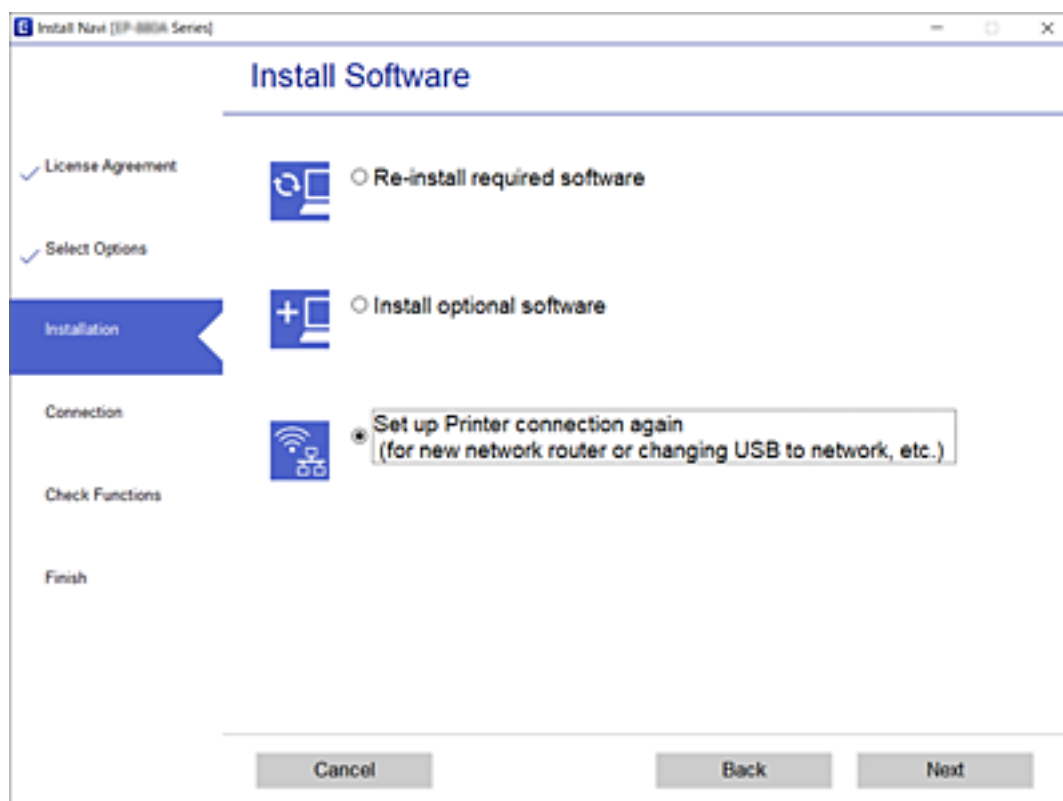 Install Navi [EP-880A Series]
Install Software
License Agreement
Select Options
Installation
Connection
Check Functions
Finish
Re-install required software
Install optional software
Set up Printer connection again
(for new network router or changing USB to network, etc.)
Cancel
Back
Next